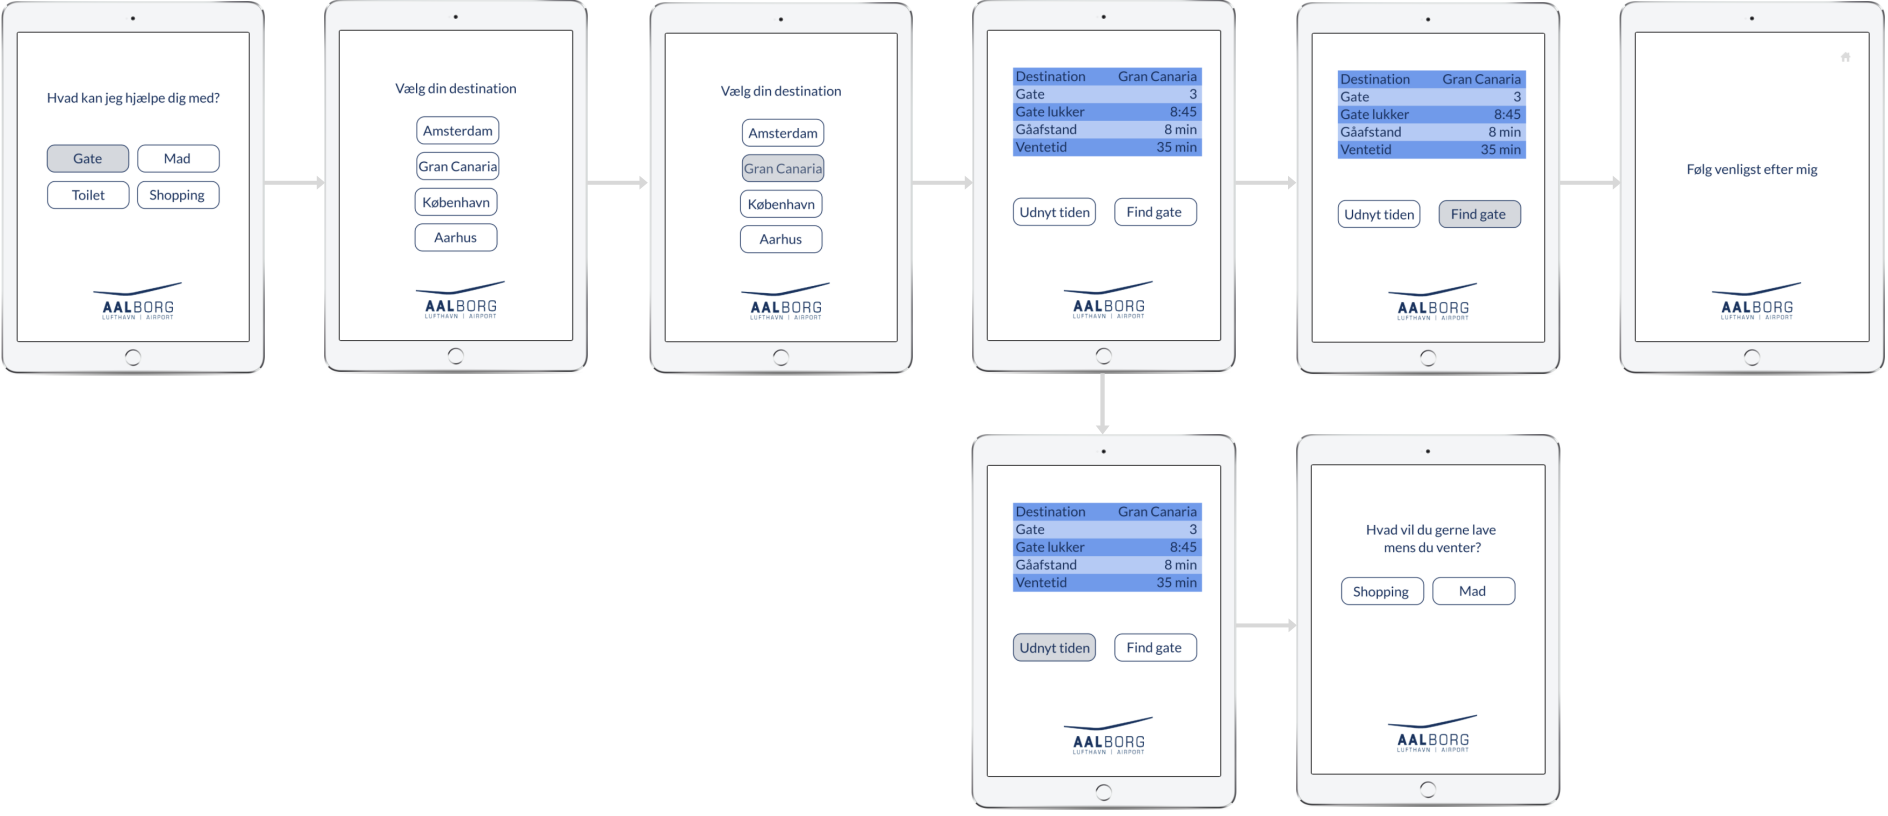 Hvad kan jeg hjælpe dig med?
Gate Mad
Toilet Shopping
AALBORG
LUFTHAVN | AIRPORT
Vælg din destination
Amsterdam
Gran Canaria
København
Aarhus
AALBORG
LUFTHAVN | AIRPORT
Vælg din destination
Amsterdam
Gran Canaria
København
Aarhus
AALBORG
LUFTHAVN | AIRPORT
Destination Gran Canaria
Gate 3
Gate lukker 8:45
Gåafstand 8 min
Ventetid 35 min
Udnyt tiden Find gate
AALBORG
LUFTHAVN | AIRPORT
Destination Gran Canaria
Gate 3
Gate lukker 8:45
Gåafstand 8 min
Ventetid 35 min
Udnyt tiden Find gate
AALBORG
LUFTHAVN | AIRPORT
Følg venligst efter mig
AALBORG
LUFTHAVN | AIRPORT
Destination Gran Canaria
Gate 3
Gate lukker 8:45
Gåafstand 8 min
Ventetid 35 min
Udnyt tiden Find gate
AALBORG
LUFTHAVN | AIRPORT
Hvad vil du gerne lave
mens du venter?
Shopping Mad
AALBORG
LUFTHAVN | AIRPORT